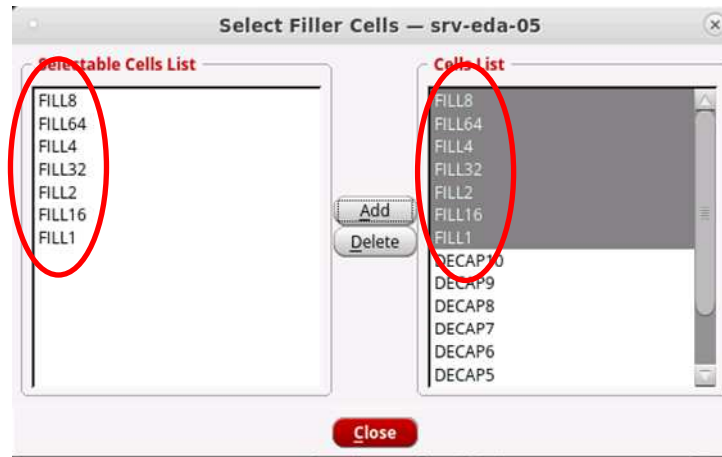 Select Filler Cells — srv-eda-05
Selectable Cells List
FILL8
FILL64
FILL4
FILL32
FILL2
FILL16
FILL1
Add
Delete
Cells List
FILL8
FILL64
FILL4
FILL32
FILL2
FILL16
FILL1
DECAP10
DECAP9
DECAP8
DECAP7
DECAP6
DECAP5
Close